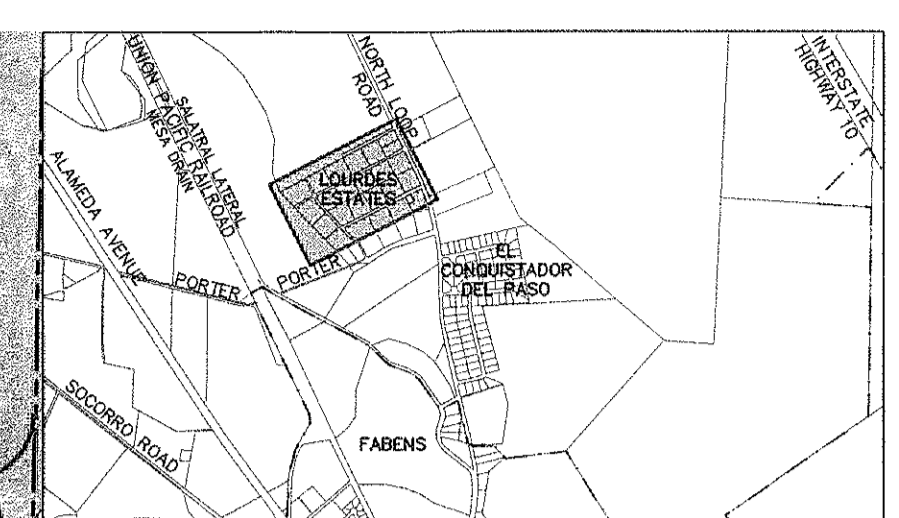 UNION PACIFIC RAILROAD
SALATRAL LATERAL
MESA DRAIN
NORTH LOOP
ROAD
INTERSTATE
HIGHWAY 10
ALAMEDA AVENUE
LOURDES
ESTATES
PORTER
PORTER
EL
CONQUISTADOR
DEL PASO
SOCORRO ROAD
FABENS